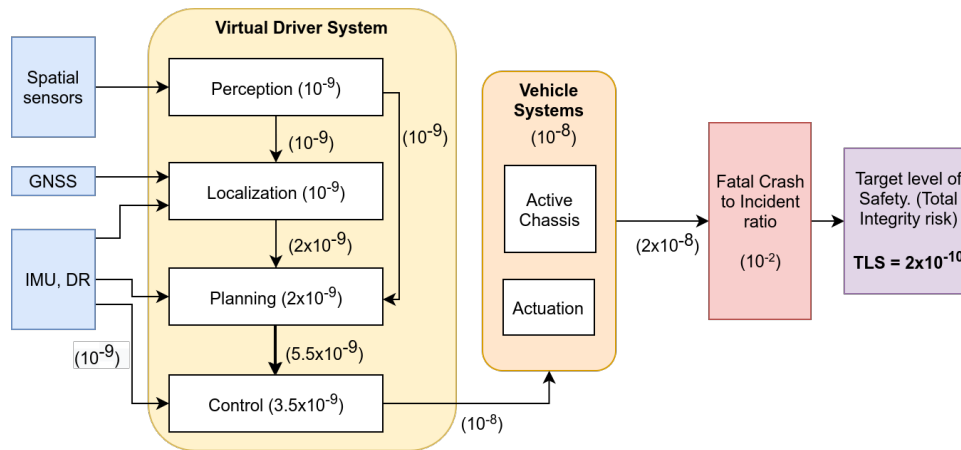 Virtual Driver System
Spatial
sensors
Perception (10⁻⁹)
(10⁻⁹)
(10⁻⁹)
GNSS
Localization (10⁻⁹)
(2x10⁻⁹)
IMU, DR
Planning (2x10⁻⁹)
(10⁻⁹)
(5.5x10⁻⁹)
Control (3.5x10⁻⁹)
(10⁻⁸)
Vehicle
Systems
(10⁻⁸)
Active
Chassis
Actuation
(2x10⁻⁸)
Fatal Crash
to Incident
ratio
(10⁻²)
Target level of
Safety. (Total
Integrity risk)
TLS = 2x10⁻¹⁰